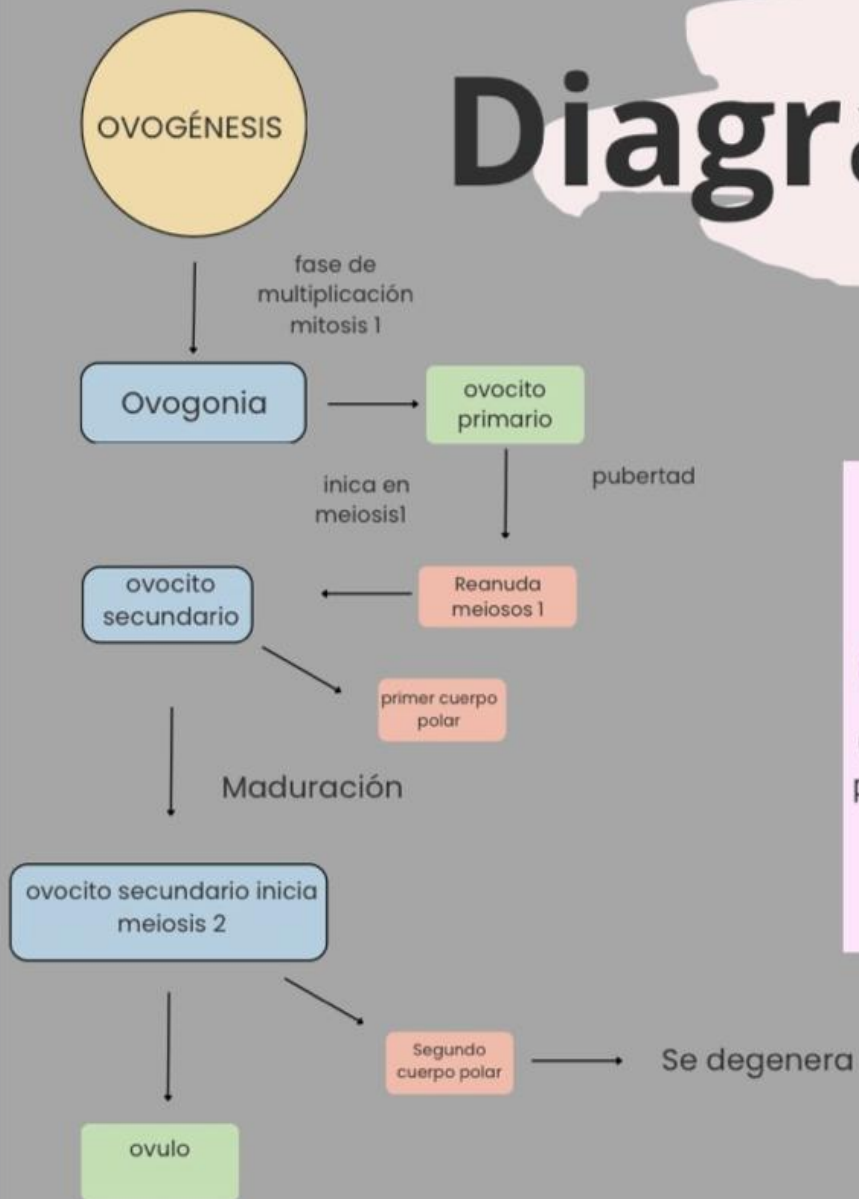 OVOGÉNESIS
Diagra
fase de
multiplicación
mitosis 1
Ovogonia
ovocito
primario
inica en
meiosis1
pubertad
ovocito
secundario
Reanuda
meiosos 1
primer cuerpo
polar
Maduración
ovocito secundario inicia
meiosis 2
Segundo
cuerpo polar
Se degenera
ovulo